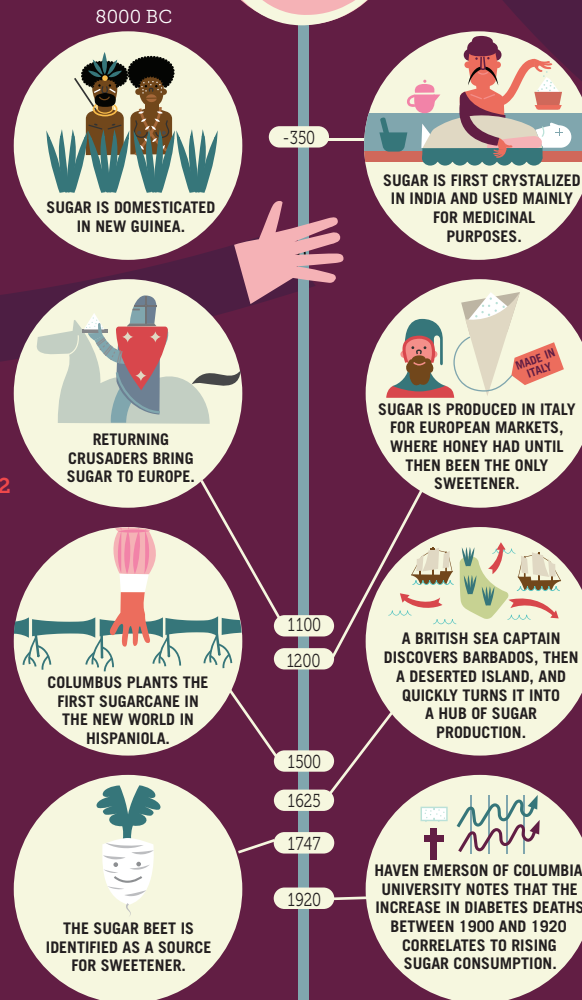 8000 BC
SUGAR IS DOMESTICATED
IN NEW GUINEA.
-350
SUGAR IS FIRST CRYSTALIZED
IN INDIA AND USED MAINLY
FOR MEDICINAL
PURPOSES.
RETURNING
CRUSADERS BRING
SUGAR TO EUROPE.
1100
MADE IN
ITALY
SUGAR IS PRODUCED IN ITALY
FOR EUROPEAN MARKETS,
WHERE HONEY HAD UNTIL
THEN BEEN THE ONLY
SWEETENER.
1200
2
COLUMBUS PLANTS THE
FIRST SUGARCANE IN
THE NEW WORLD IN
HISPANIOLA.
1500
A BRITISH SEA CAPTAIN
DISCOVERS BARBADOS, THEN
A DESERTED ISLAND, AND
QUICKLY TURNS IT INTO
A HUB OF SUGAR
PRODUCTION.
1625
1747
THE SUGAR BEET IS
IDENTIFIED AS A SOURCE
FOR SWEETENER.
1920
HAVEN EMERSON OF COLUMBIA
UNIVERSITY NOTES THAT THE
INCREASE IN DIABETES DEATHS
BETWEEN 1900 AND 1920
CORRELATES TO RISING
SUGAR CONSUMPTION.